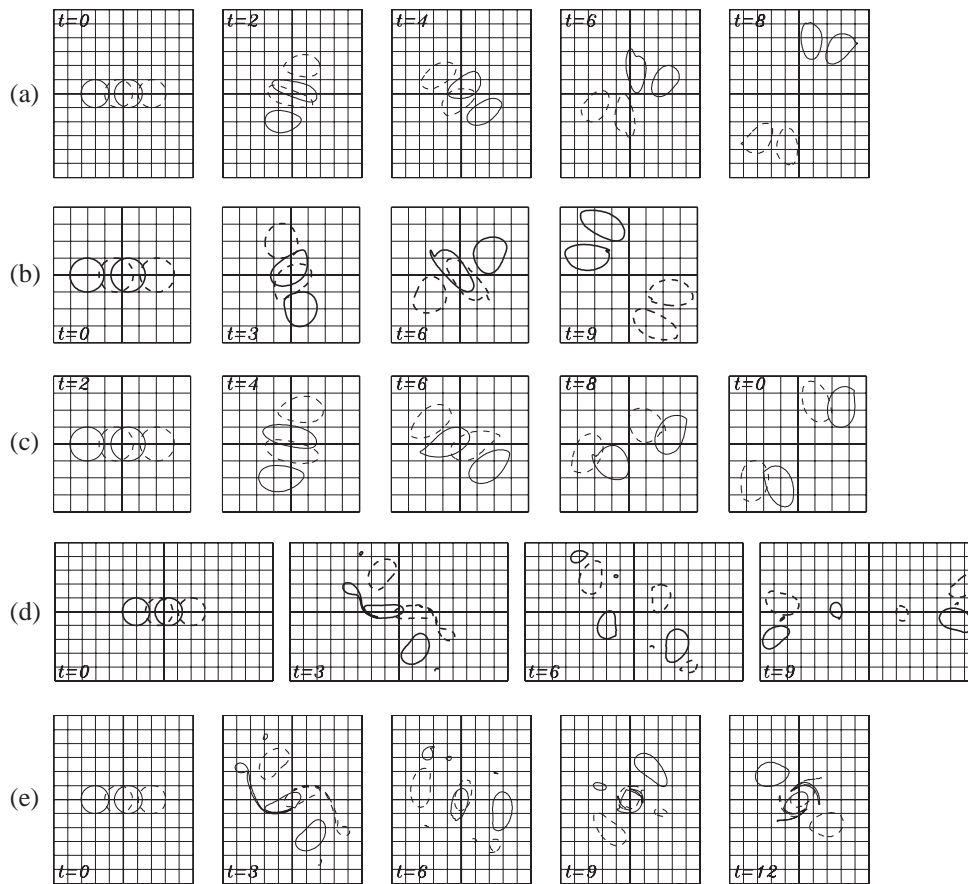 (a) t=0 t=2 t=4 t=6 t=8
(b) t=0 t=3 t=6 t=9
(c) t=2 t=4 t=6 t=8 t=0
(d) t=0 t=3 t=6 t=9
(e) t=0 t=3 t=6 t=9 t=12